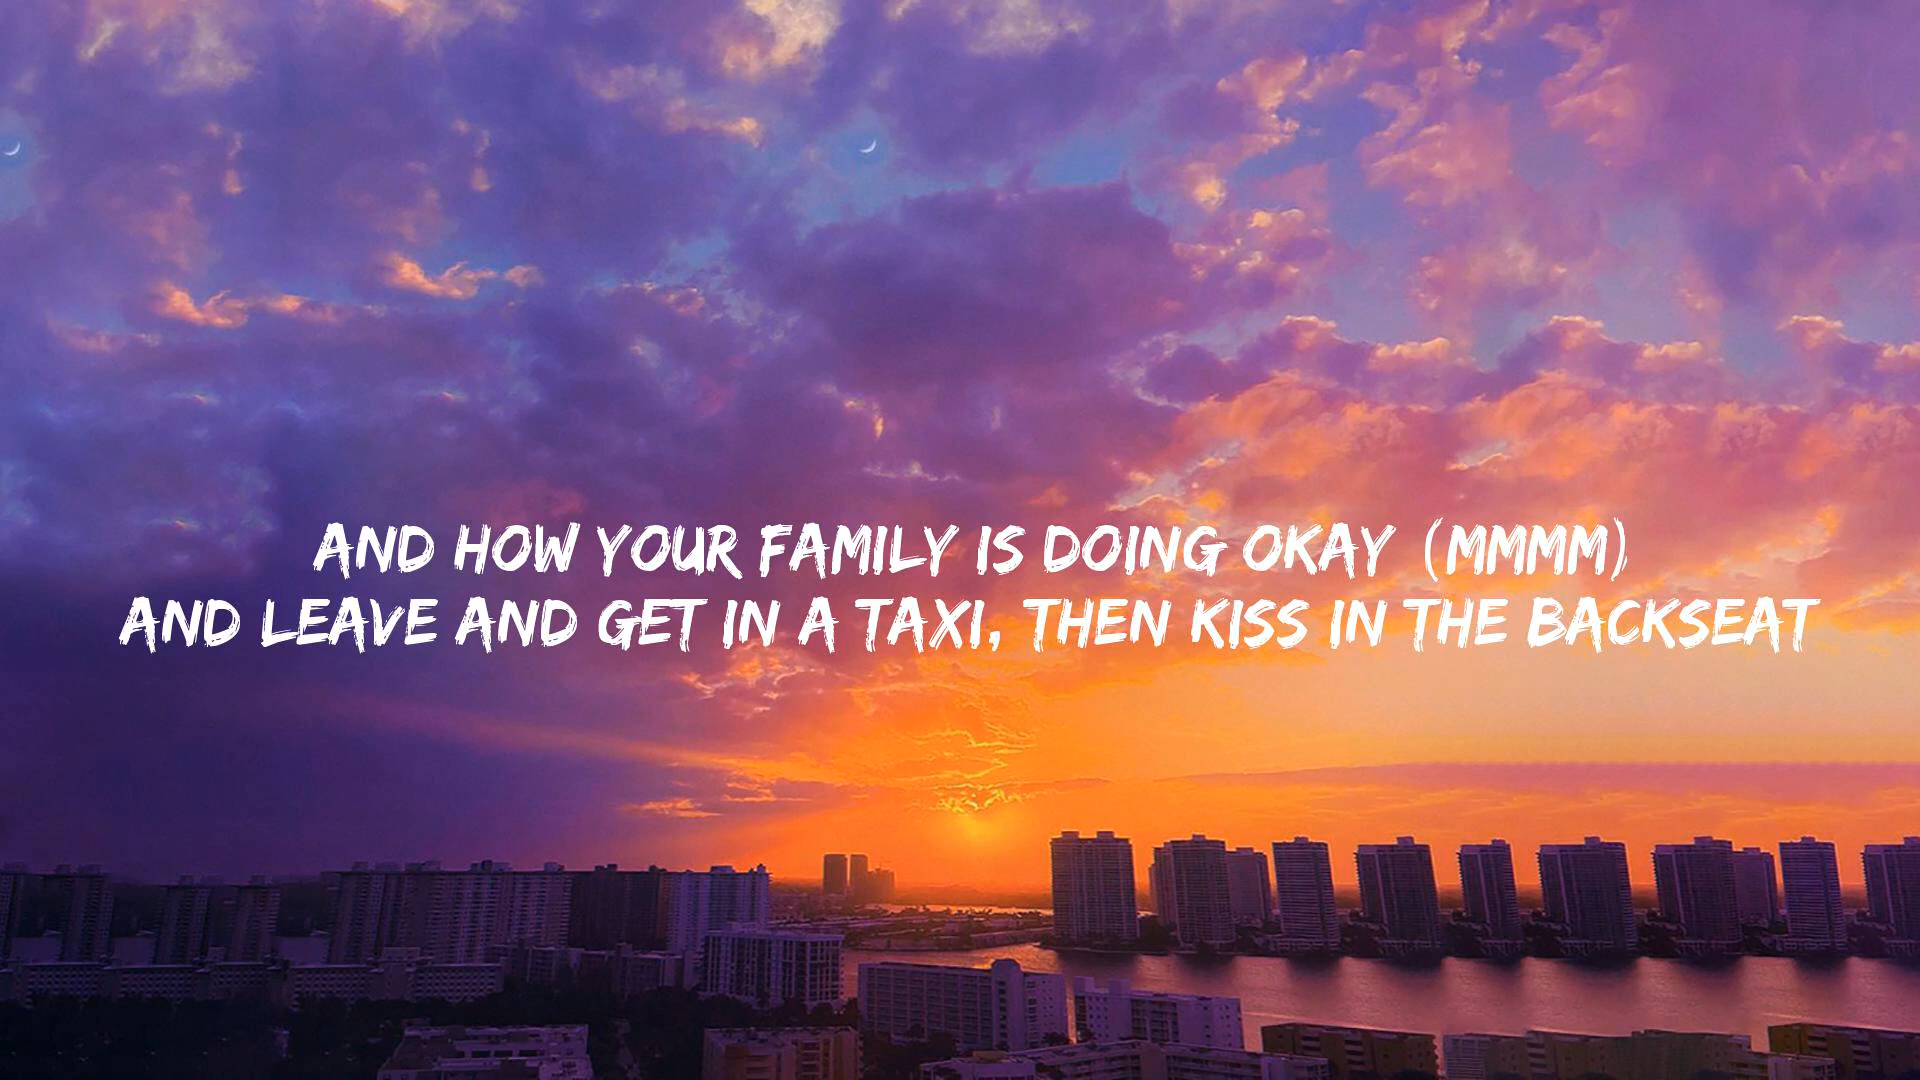 AND HOW YOUR FAMILY IS DOING OKAY (MMMM)
AND LEAVE AND GET IN A TAXI, THEN KISS IN THE BACKSEAT